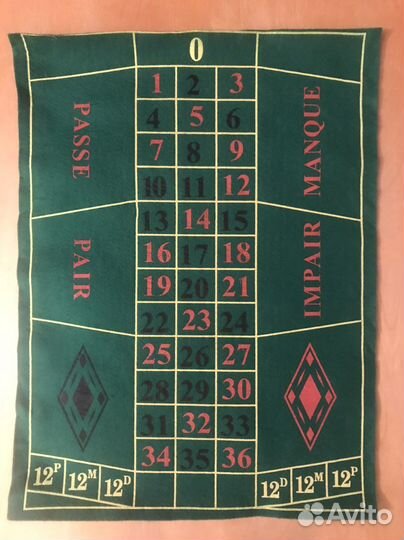 0
1 2 3
4 5 6
7 8 9
10 11 12
PASSE
MANQUE
13 14 15
16 17 18
19 20 21
22 23 24
PAIR
IMPAIR
25 26 27
28 29 30
31 32 33
34 35 36
12P 12M 12D
12D 12M 12P
Avito